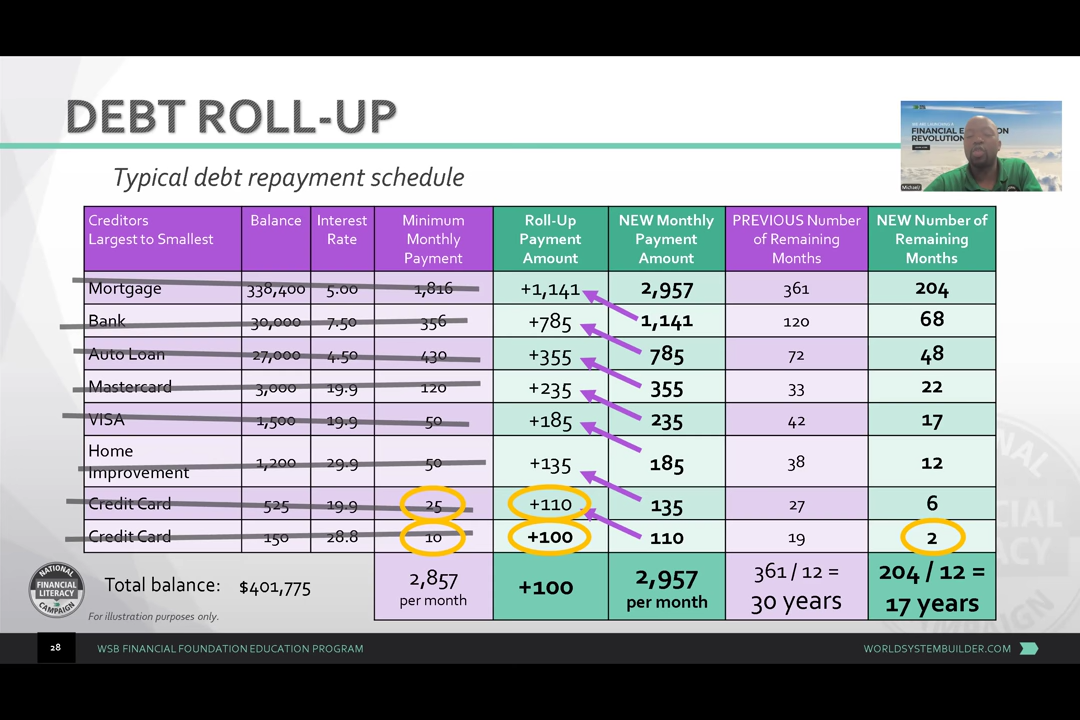 DEBT ROLL-UP
Typical debt repayment schedule
FINANCIAL
REVOLUTION
Michael
Creditors
Largest to Smallest
Balance
Interest
Rate
Minimum
Monthly
Payment
Roll-Up
Payment
Amount
NEW Monthly
Payment
Amount
PREVIOUS Number
of Remaining
Months
NEW Number of
Remaining
Months
Mortgage 338,400 5.00 1,816 +1,141 2,957 361 204
Bank 30,000 7.50 356 +785 1,141 120 68
Auto Loan 27,000 4.50 430 +355 785 72 48
Mastercard 3,000 19.9 120 +235 355 33 22
VISA 1,500 19.9 50 +185 235 42 17
Home
Improvement 1,200 29.9 50 +135 185 38 12
Credit Card 525 19.9 25 +110 135 27 6
Credit Card 150 28.8 10 +100 110 19 2
Total balance: $401,775
2,857
per month
+100
2,957
per month
361 / 12 =
30 years
204 / 12 =
17 years
NATIONAL
FINANCIAL
LITERACY
CAMPAIGN
For illustration purposes only.
28
WSB FINANCIAL FOUNDATION EDUCATION PROGRAM
WORLDSYSTEMBUILDER.COM